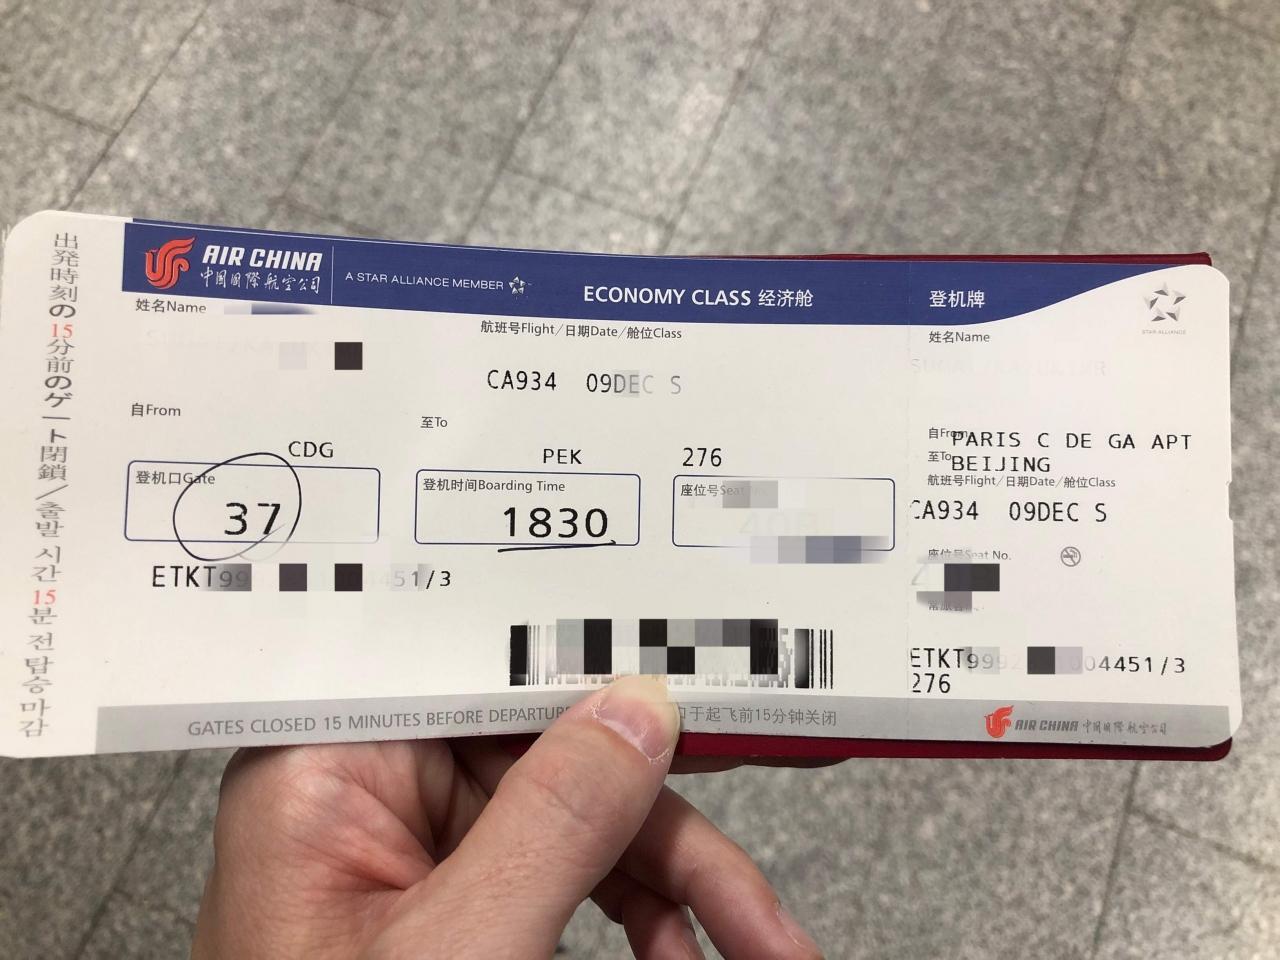 出発時刻の15分前のゲート閉鎖/출발 시간 15분 전 탑승 마감
AIR CHINA
中国国際航空公司
A STAR ALLIANCE MEMBER
ECONOMY CLASS 经济舱
登机牌
STAR ALLIANCE
姓名Name
航班号Flight/日期Date/舱位Class
CA934 09DEC S
自From
至To
CDG
PEK
276
登机口Gate
37
登机时间Boarding Time
1830
座位号Seat No.
451/3
GATES CLOSED 15 MINUTES BEFORE DEPARTURE
口于起飞前15分钟关闭
姓名Name
自From
PARIS C DE GA APT
至To
BEIJING
航班号Flight/日期Date/舱位Class
CA934 09DEC S
座位号Seat No.
004451/3
276
AIR CHINA 中国国際航空公司